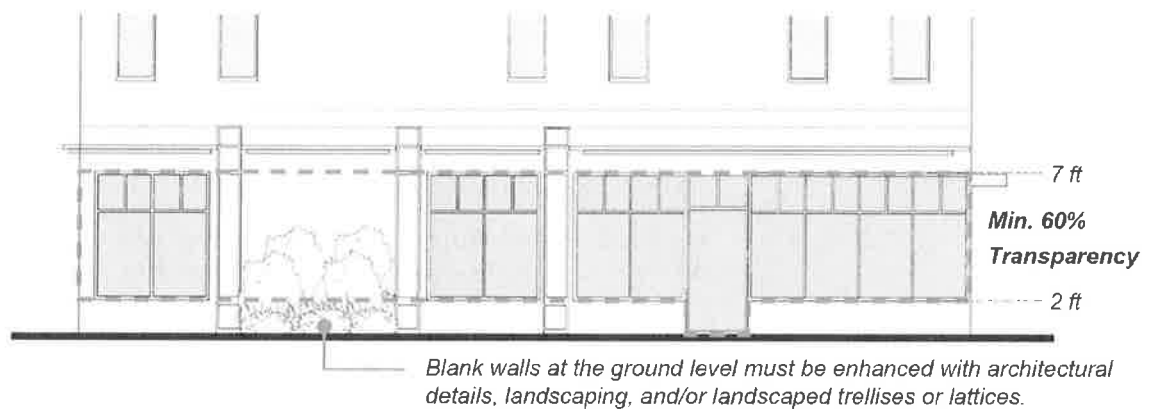 7 ft
Min. 60%
Transparency
2 ft
Blank walls at the ground level must be enhanced with architectural
details, landscaping, and/or landscaped trellises or lattices.